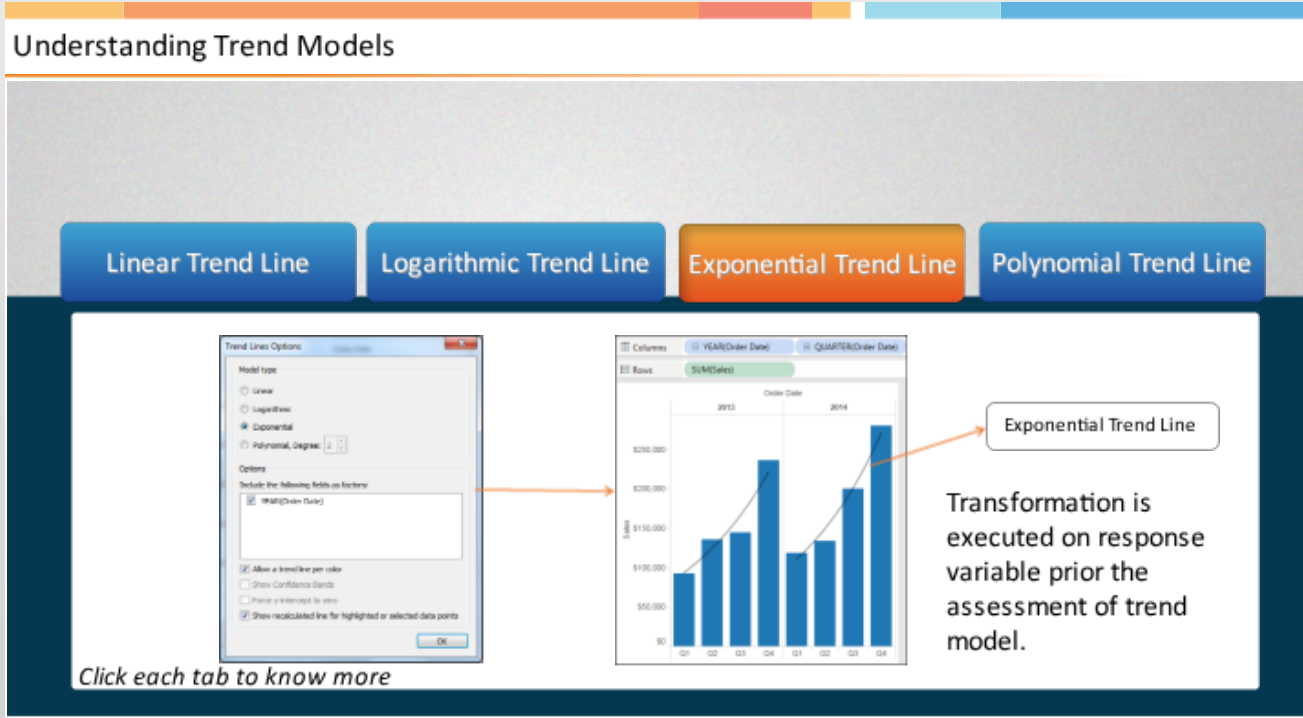 Understanding Trend Models
Linear Trend Line
Logarithmic Trend Line
Exponential Trend Line
Polynomial Trend Line
Trend Lines Options
Model type
Linear
Logarithmic
Exponential
Polynomial, Degree: 2
Options
Include the following fields as factors:
YEAR(Order Date)
Allow a trend line per color
Show Confidence Bands
Force y-intercept to zero
Show recalculated line for highlighted or selected data points
OK
Click each tab to know more
Columns YEAR(Order Date) QUARTER(Order Date)
Rows SUM(Sales)
Order Date
2013 2014
Sales
$250,000
$200,000
$150,000
$100,000
$50,000
$0
Q1 Q2 Q3 Q4 Q1 Q2 Q3 Q4
Exponential Trend Line
Transformation is
executed on response
variable prior the
assessment of trend
model.